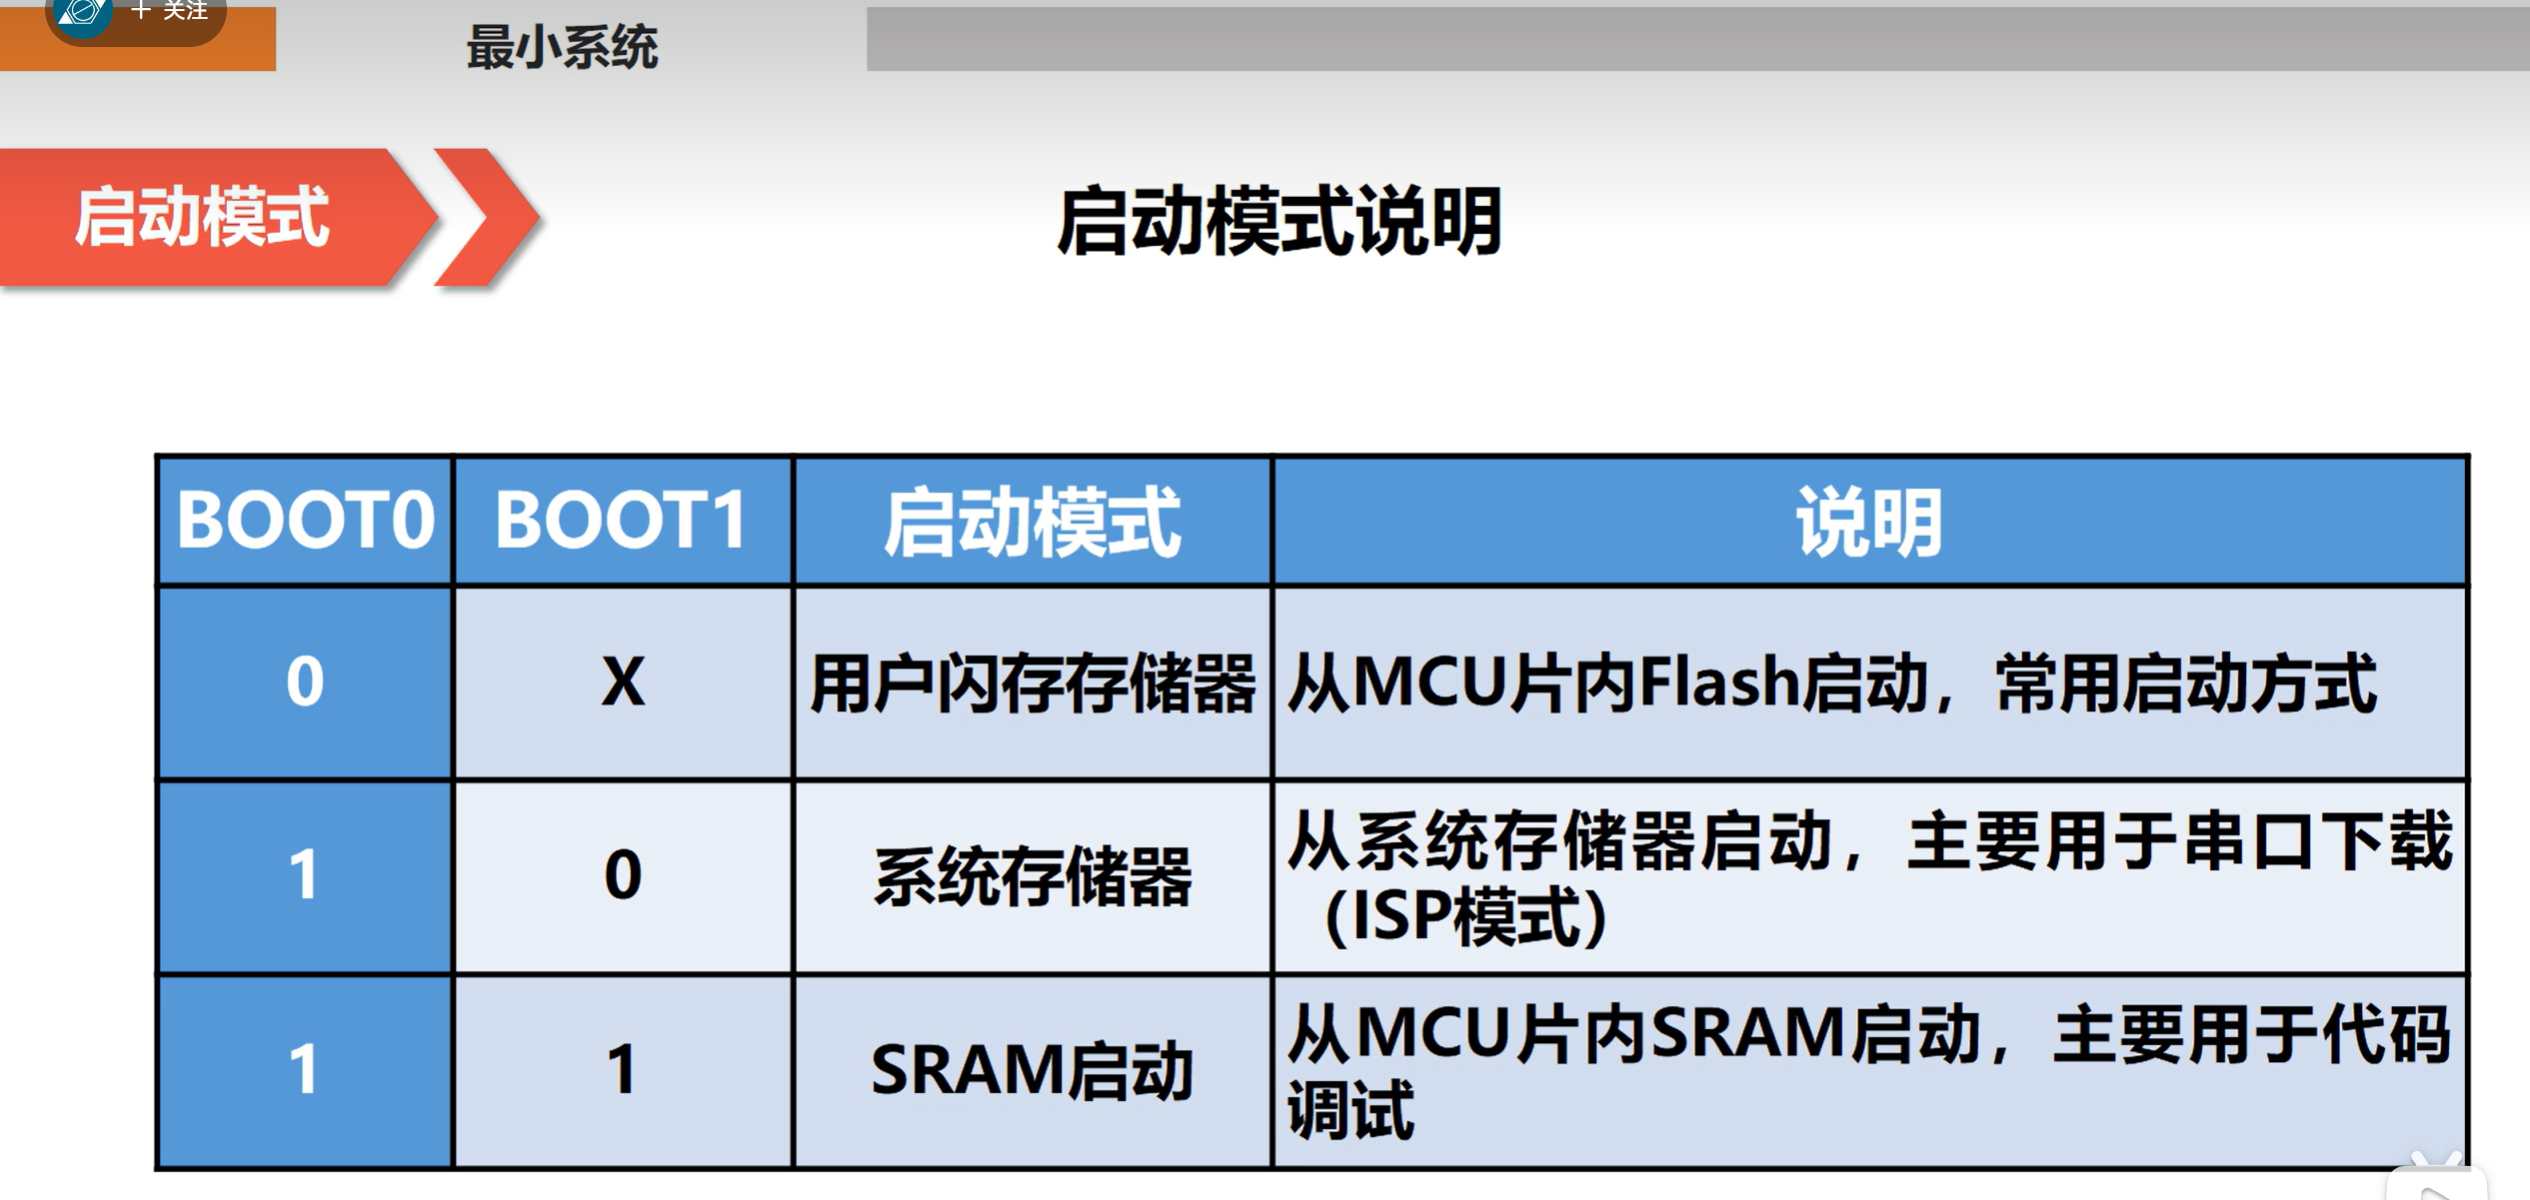 + 关注
最小系统
启动模式
启动模式说明
BOOT0 BOOT1 启动模式 说明
0 X 用户闪存存储器 从MCU片内Flash启动，常用启动方式
1 0 系统存储器 从系统存储器启动，主要用于串口下载
（ISP模式）
1 1 SRAM启动 从MCU片内SRAM启动，主要用于代码
调试